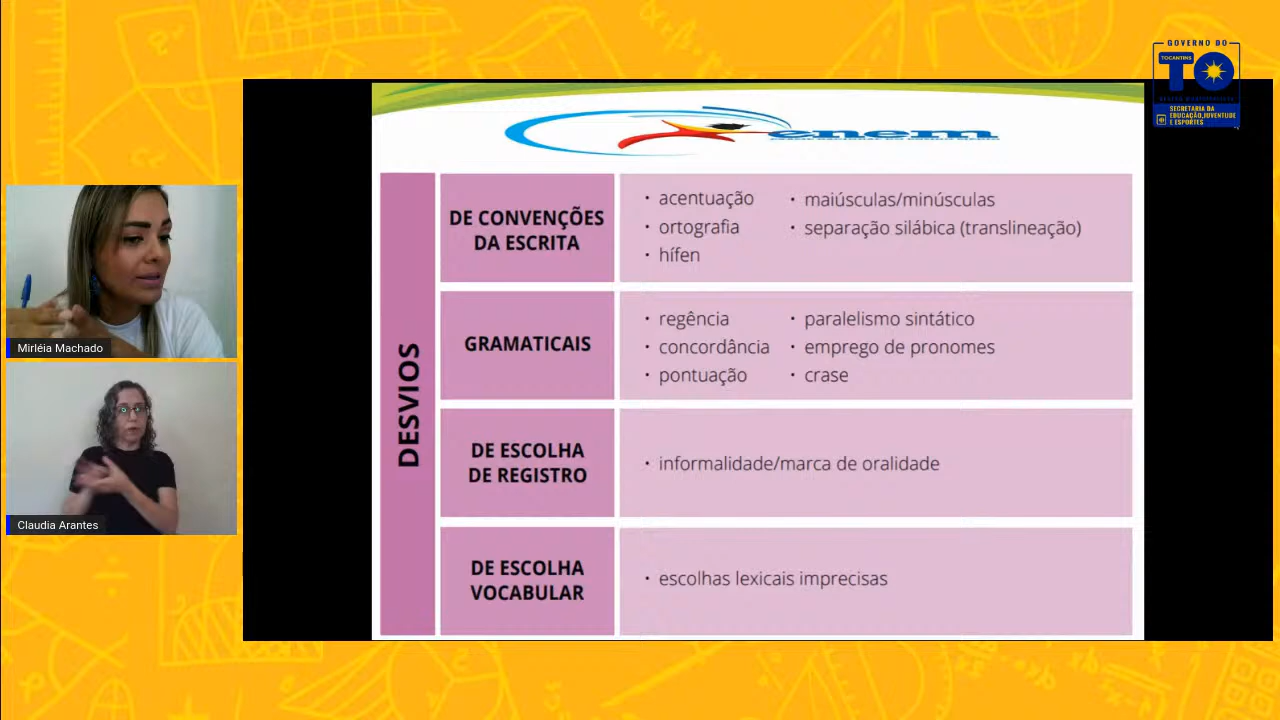 GOVERNO DO
TOCANTINS
TO
SECRETARIA DA
EDUCAÇÃO, JUVENTUDE
E ESPORTES
enem
DESVIOS
DE CONVENÇÕES
DA ESCRITA
• acentuação
• ortografia
• hífen
• maiúsculas/minúsculas
• separação silábica (translineação)
GRAMATICAIS
• regência
• concordância
• pontuação
• paralelismo sintático
• emprego de pronomes
• crase
DE ESCOLHA
DE REGISTRO
• informalidade/marca de oralidade
DE ESCOLHA
VOCABULAR
• escolhas lexicais imprecisas
Mirléia Machado
Claudia Arantes